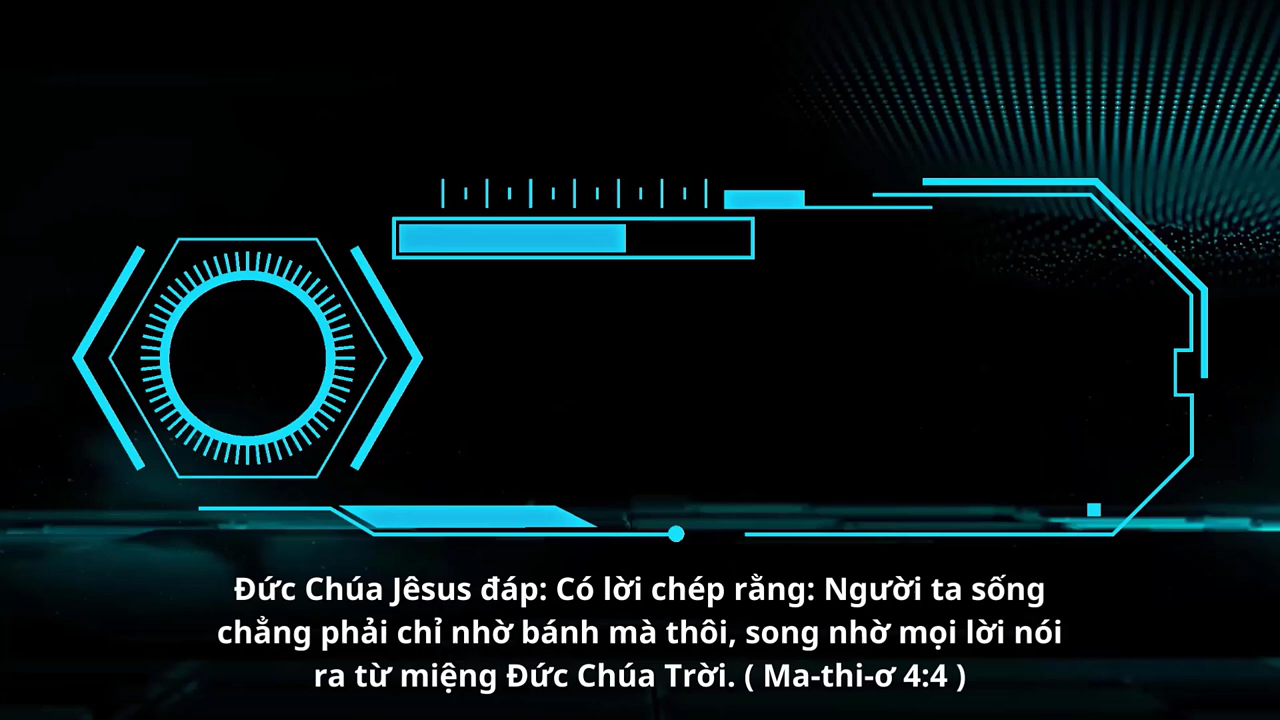 Đức Chúa Jêsus đáp: Có lời chép rằng: Người ta sống
chẳng phải chỉ nhờ bánh mà thôi, song nhờ mọi lời nói
ra từ miệng Đức Chúa Trời. ( Ma-thi-ơ 4:4 )